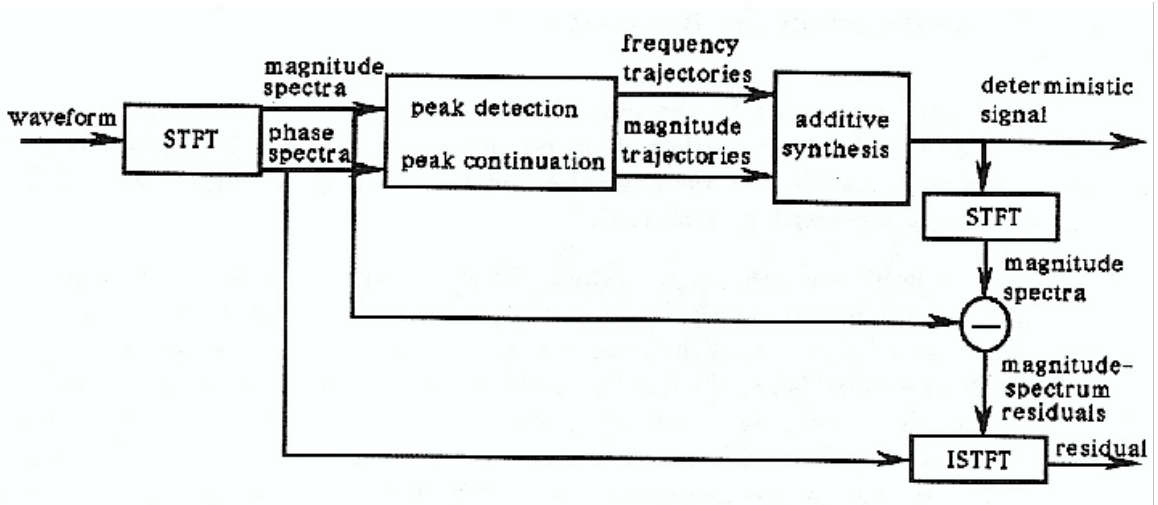 waveform
STFT
magnitude
spectra
phase
spectra
peak detection
peak continuation
frequency
trajectories
magnitude
trajectories
additive
synthesis
deterministic
signal
STFT
magnitude
spectra
magnitude-
spectrum
residuals
ISTFT
residual